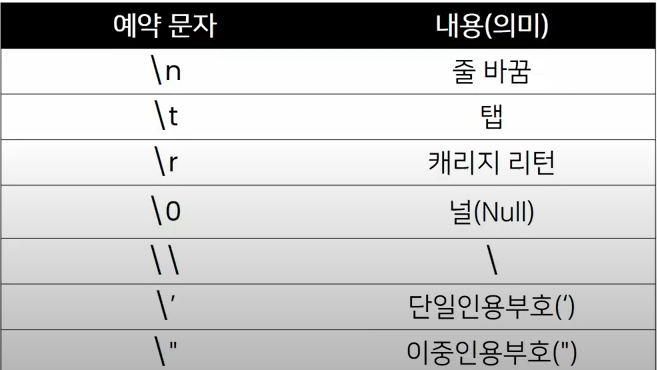 예약 문자 내용(의미)
\n 줄 바꿈
\t 탭
\r 캐리지 리턴
\0 널(Null)
\\ \
\’ 단일인용부호(‘)
\" 이중인용부호(")